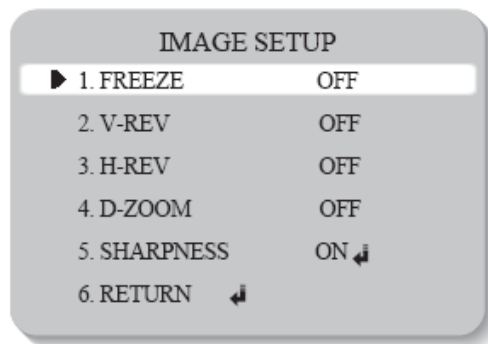 IMAGE SETUP
1. FREEZE OFF
2. V-REV OFF
3. H-REV OFF
4. D-ZOOM OFF
5. SHARPNESS ON
6. RETURN